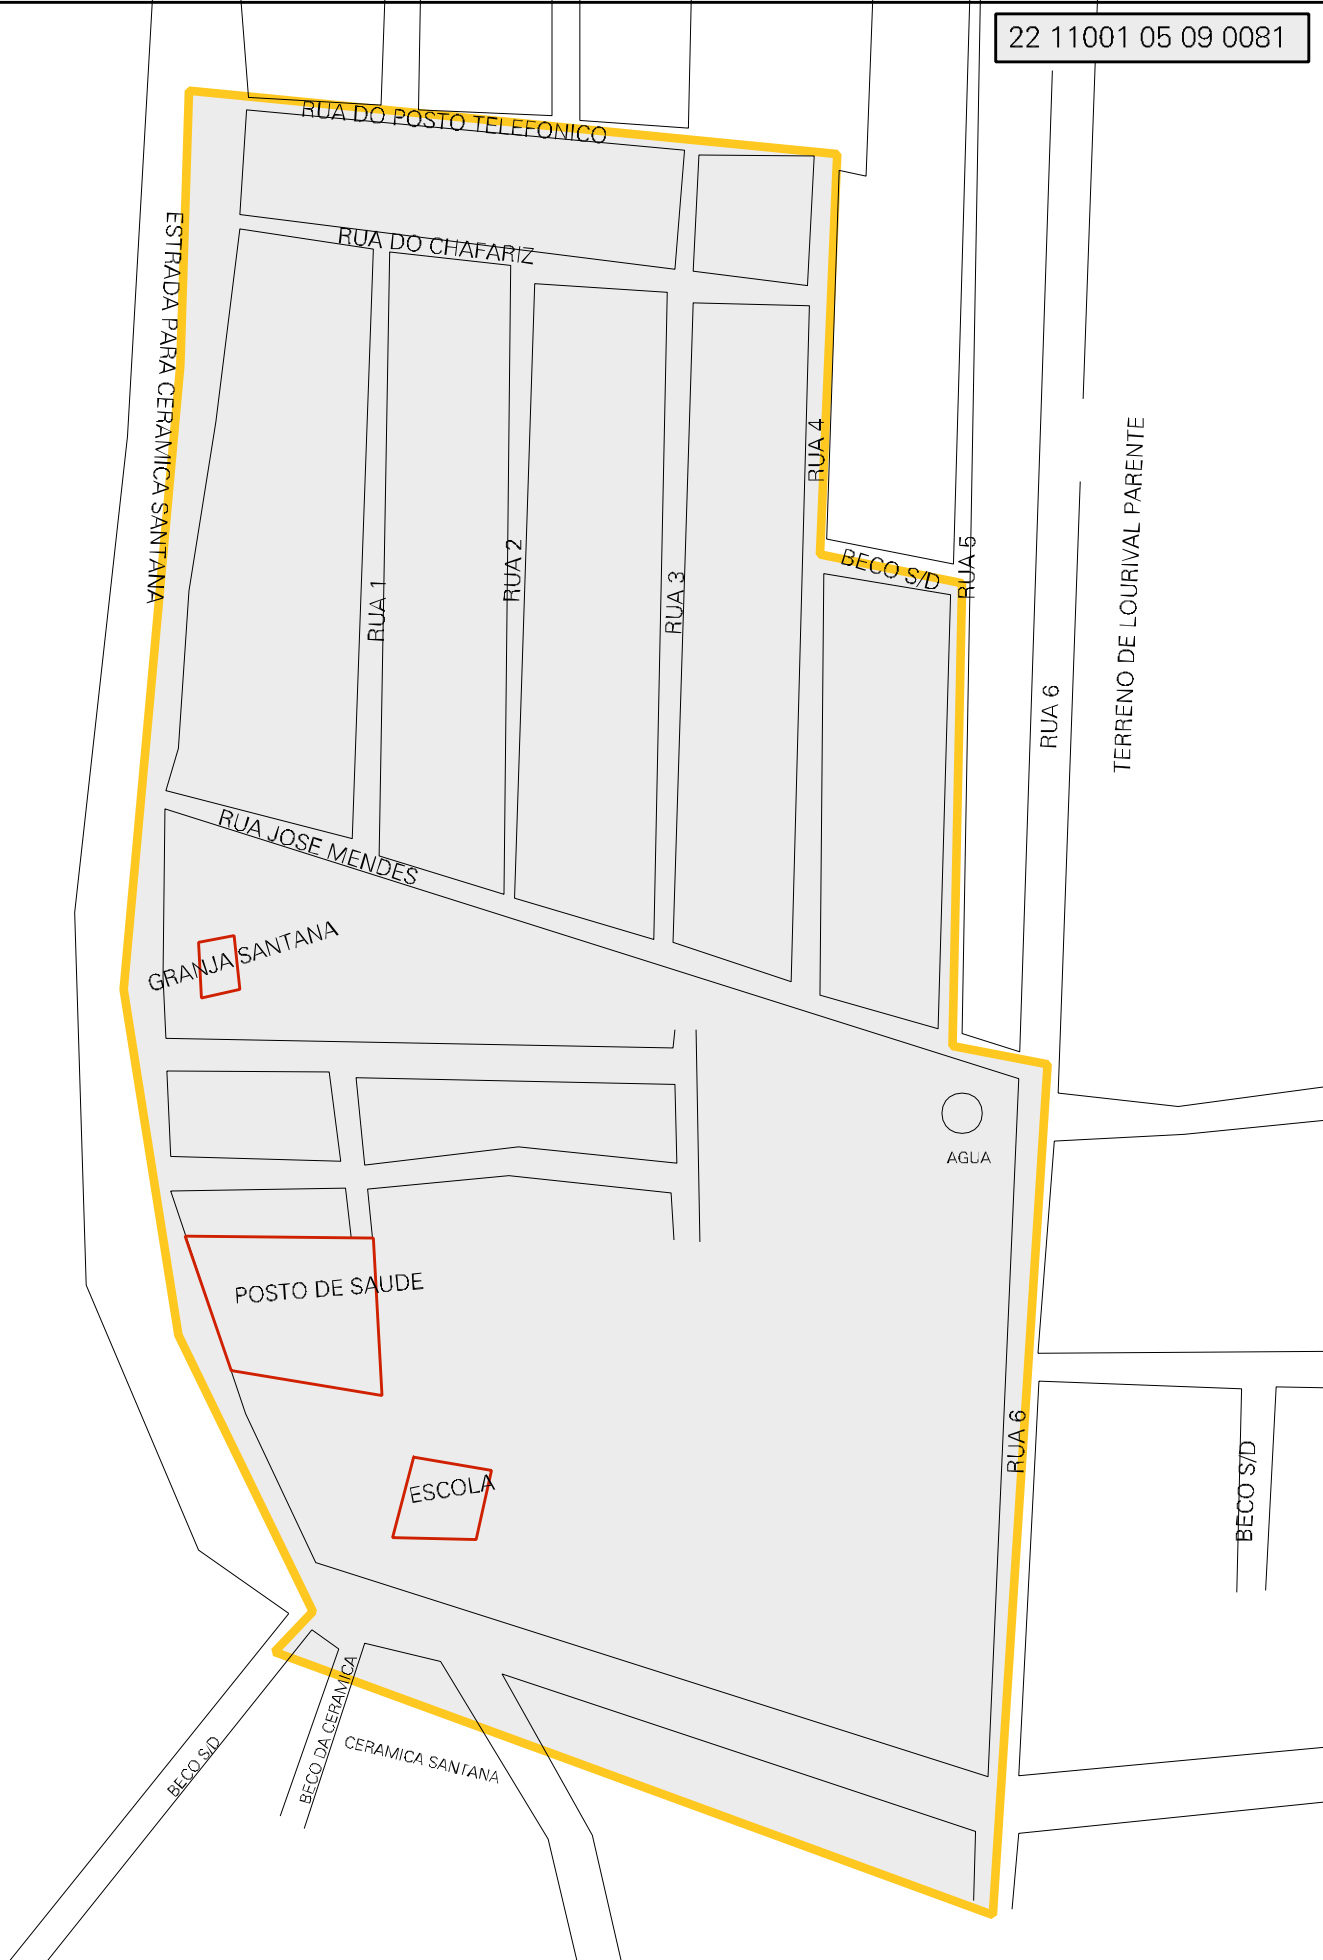 22 11001 05 09 0081
RUA DO POSTO TELEFONICO
ESTRADA PARA CERAMICA SANTANA
RUA DO CHAFARIZ
RUA 4
TERRENO DE LOURIVAL PARENTE
RUA 2
BECO S/D
RUA 5
RUA 1
RUA 3
RUA 6
RUA JOSE MENDES
GRANJA SANTANA
AGUA
POSTO DE SAUDE
RUA 6
ESCOLA
BECO S/D
BECO S/D
BECO DA CERAMICA
CERAMICA SANTANA